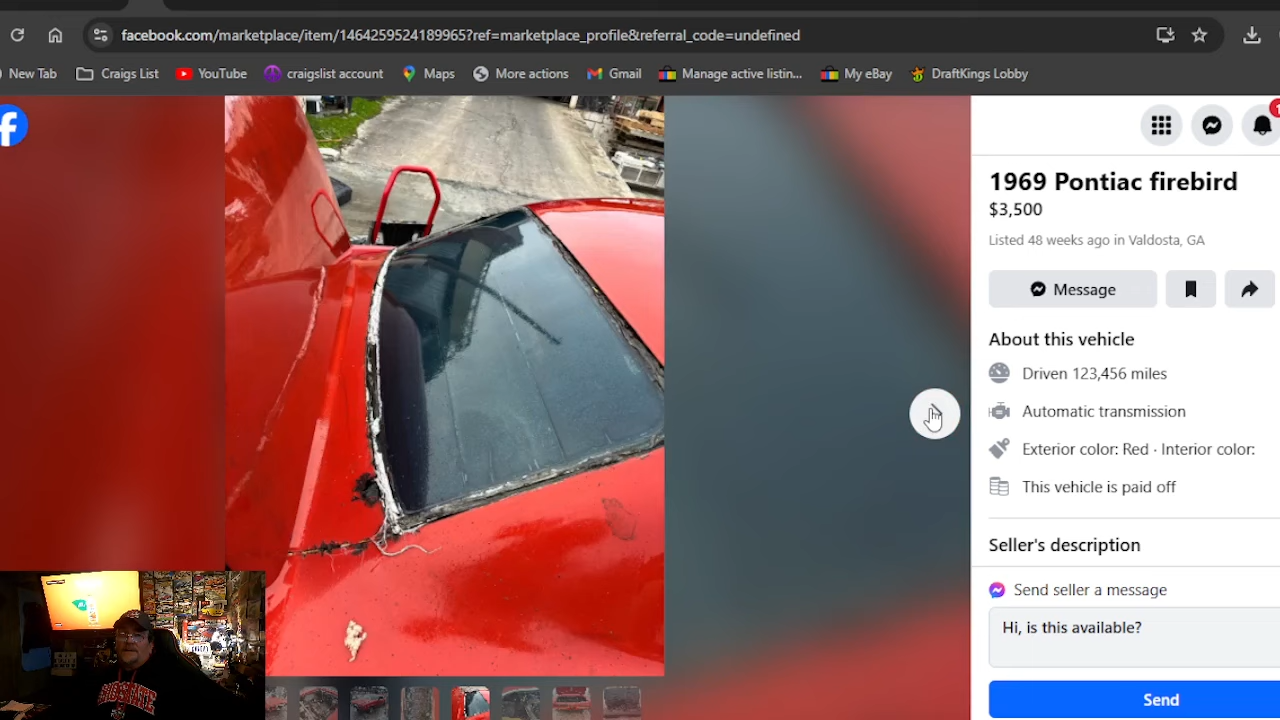 facebook.com/marketplace/item/1464259524189965?ref=marketplace_profile&referral_code=undefined
New Tab Craigs List YouTube craigslist account Maps More actions Gmail Manage active listin... My eBay DraftKings Lobby
1969 Pontiac firebird
$3,500
Listed 48 weeks ago in Valdosta, GA
Message
About this vehicle
Driven 123,456 miles
Automatic transmission
Exterior color: Red · Interior color:
This vehicle is paid off
Seller's description
Send seller a message
Hi, is this available?
Send